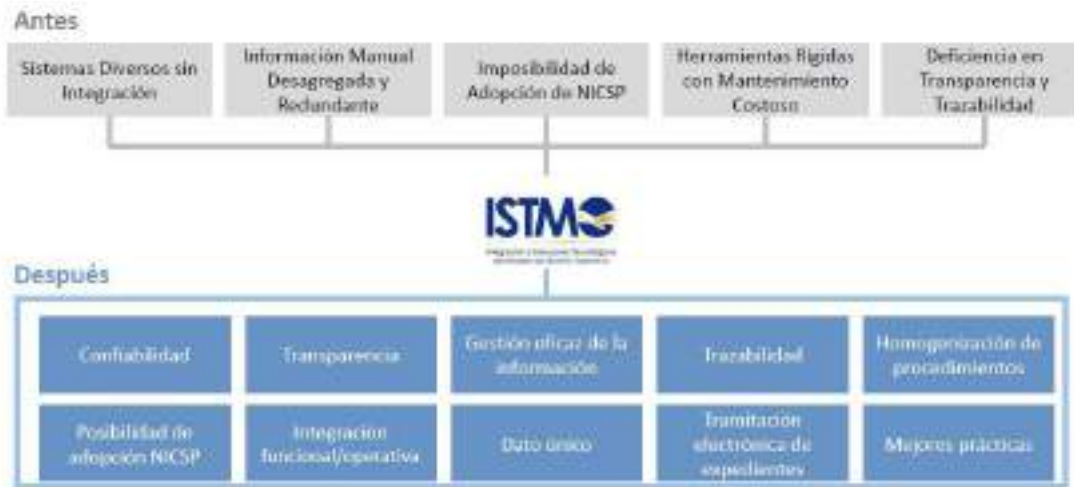 Antes
Sistemas Diversos sin
Integración
Información Manual
Desagregada y
Redundante
Imposibilidad de
Adopción de NICSP
Herramientas Rígidas
con Mantenimiento
Costoso
Deficiencia en
Transparencia y
Trazabilidad
ISTMO
Después
Confiabilidad
Transparencia
Gestión eficaz de la
información
Trazabilidad
Homogenización de
procedimientos
Posibilidad de
adopción NICSP
Integración
funcional/operativa
Dato único
Tramitación
electrónica de
expedientes
Mejores prácticas